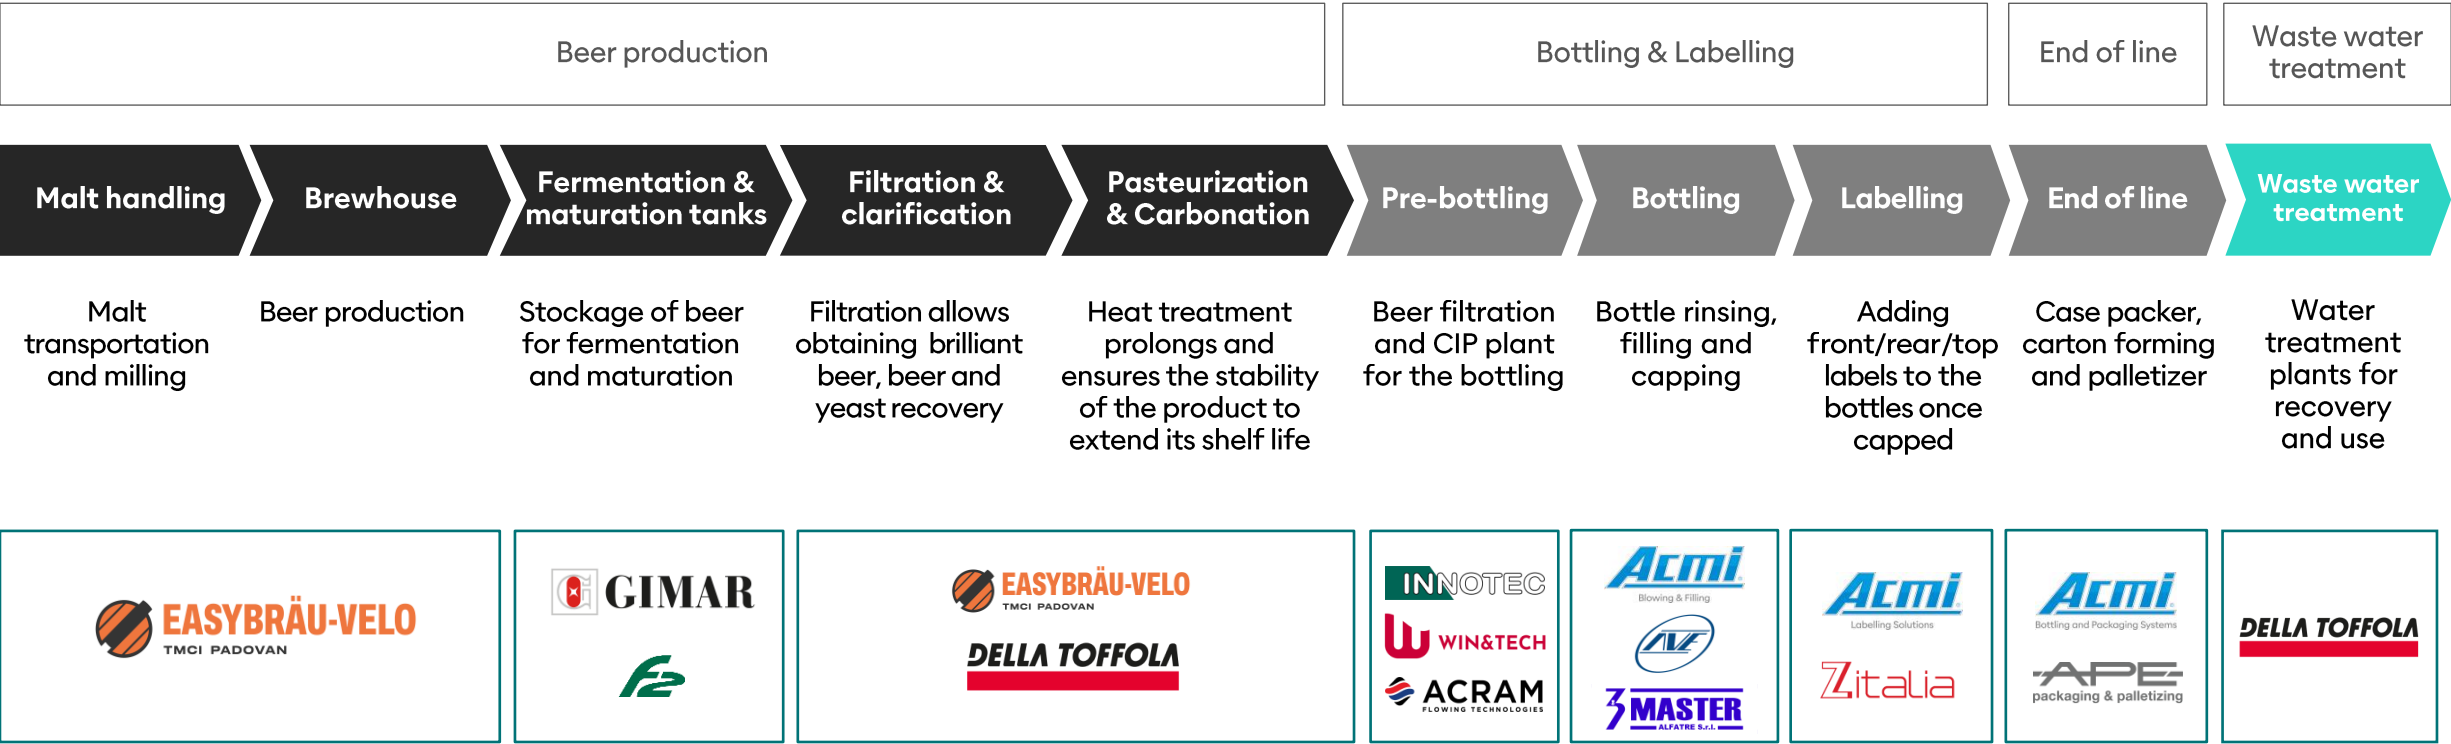 Beer production
Bottling & Labelling
End of line
Waste water
treatment
Malt handling
Brewhouse
Fermentation &
maturation tanks
Filtration &
clarification
Pasteurization
& Carbonation
Pre-bottling
Bottling
Labelling
End of line
Waste water
treatment
Malt
transportation
and milling
Beer production
Stockage of beer
for fermentation
and maturation
Filtration allows
obtaining brilliant
beer, beer and
yeast recovery
Heat treatment
prolongs and
ensures the stability
of the product to
extend its shelf life
Beer filtration
and CIP plant
for the bottling
Bottle rinsing,
filling and
capping
Adding
front/rear/top
labels to the
bottles once
capped
Case packer,
carton forming
and palletizer
Water
treatment
plants for
recovery
and use
EASYBRÄU-VELO
TMCI PADOVAN
GIMAR
F2
EASYBRÄU-VELO
TMCI PADOVAN
DELLA TOFFOLA
INNOTEC
WIN&TECH
ACRAM
FLOWING TECHNOLOGIES
Acmi
Blowing & Filling
AVE
3 MASTER
ALFATRE S.r.l.
Acmi
Labelling Solutions
Zitalia
Acmi
Bottling and Packaging Systems
APE
packaging & palletizing
DELLA TOFFOLA